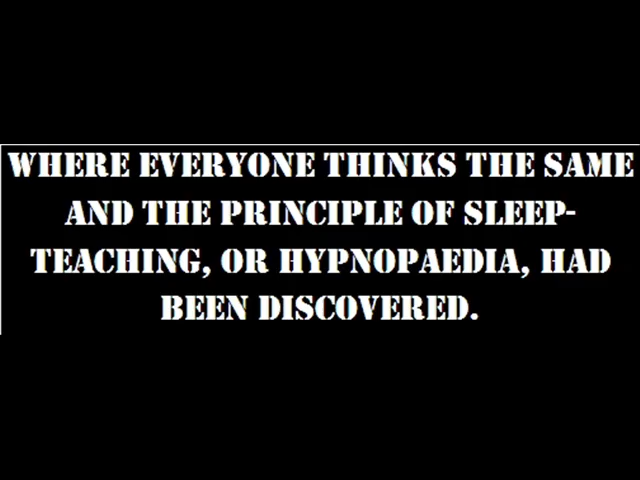 WHERE EVERYONE THINKS THE SAME
AND THE PRINCIPLE OF SLEEP-
TEACHING, OR HYPNOPAEDIA, HAD
BEEN DISCOVERED.